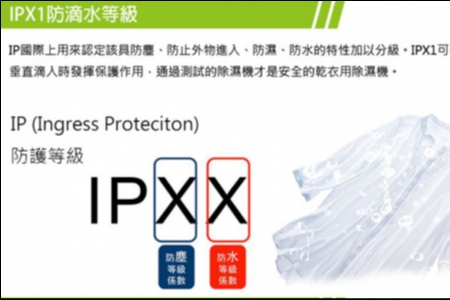 IPX1防滴水等級
IP國際上用來認定該具防塵、防止外物進入、防濕、防水的特性加以分級。IPX1可
垂直滴入時發揮保護作用，通過測試的除濕機才是安全的乾衣用除濕機。
IP (Ingress Proteciton)
防護等級
IPXX
防塵
等級
係數
防水
等級
係數